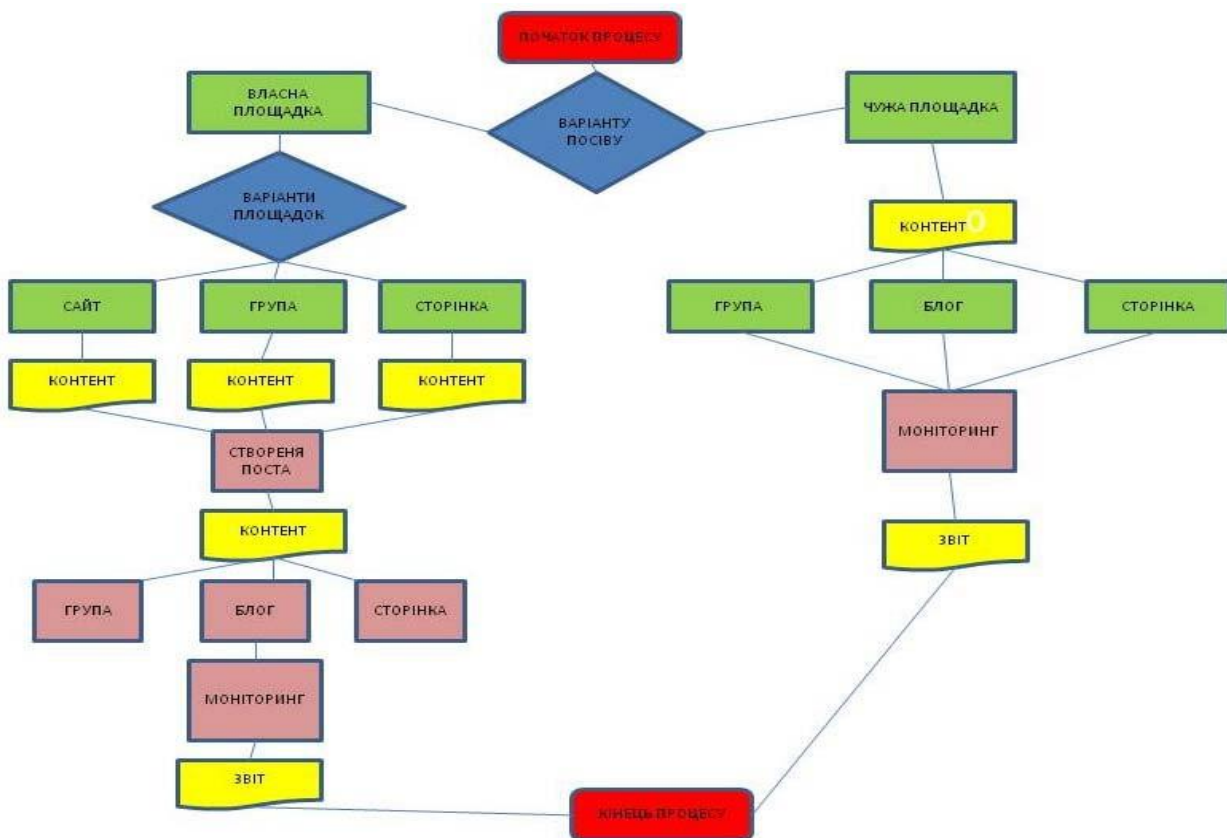 ПОЧАТОК ПРОЦЕСУ
ВЛАСНА
ПЛОЩАДКА
ВАРІАНТУ
ПОСІВУ
ЧУЖА ПЛОЩАДКА
ВАРІАНТИ
ПЛОЩАДОК
КОНТЕНТО
САЙТ
ГРУПА
СТОРІНКА
ГРУПА
БЛОГ
СТОРІНКА
КОНТЕНТ
КОНТЕНТ
КОНТЕНТ
МОНІТОРИНГ
СТВОРЕНЯ
ПОСТА
КОНТЕНТ
ЗВІТ
ГРУПА
БЛОГ
СТОРІНКА
МОНІТОРИНГ
ЗВІТ
КІНЕЦЬ ПРОЦЕСУ